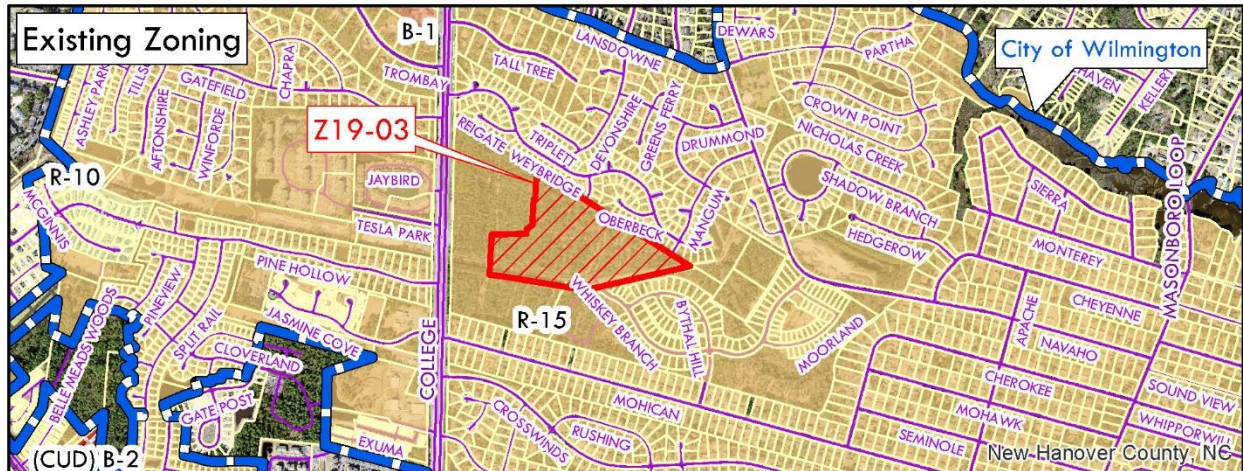 Existing Zoning
B-1
LANSDOWNE
DEWARS
PARTHA
City of Wilmington
HAVEN
KELLERY
ASHLEY PARK
TILLS
GATEFIELD
CHAPRA
TROMBAY
TALL TREE
AFTONSHIRE
WINFORDE
Z19-03
REIGATE
WEYBRIDGE
TRIPLETT
DEVONSHIRE
GREENS FERRY
DRUMMOND
CROWN POINT
NICHOLAS CREEK
SHADOW BRANCH
HEDGEROW
SIERRA
MONTEREY
MASONBORO LOOP
R-10
MCGINNIS
JAYBIRD
TESLA PARK
OBERBECK
MANGUM
PINE HOLLOW
PINEVIEW
SPLIT RAIL
JASMINE COVE
CLOVERLAND
BELLE MEADS WOODS
GATE POST
COLLEGE
R-15
WHISKEY BRANCH
BYTHAL HILL
MOORLAND
APACHE
CHEYENNE
NAVAHO
CHEROKEE
MOHAWK
SEMINOLE
SOUND VIEW
WHIPPORWILL
MOHICAN
CROSSWINDS
RUSHING
EXUMA
(CUD) B-2
New Hanover County, NC